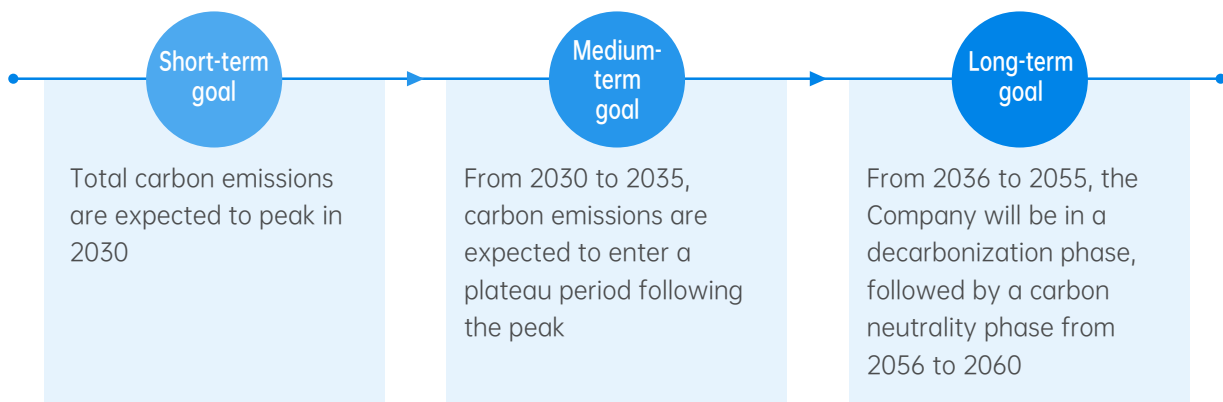 Short-term
goal
Total carbon emissions
are expected to peak in
2030
Medium-
term
goal
From 2030 to 2035,
carbon emissions are
expected to enter a
plateau period following
the peak
Long-term
goal
From 2036 to 2055, the
Company will be in a
decarbonization phase,
followed by a carbon
neutrality phase from
2056 to 2060